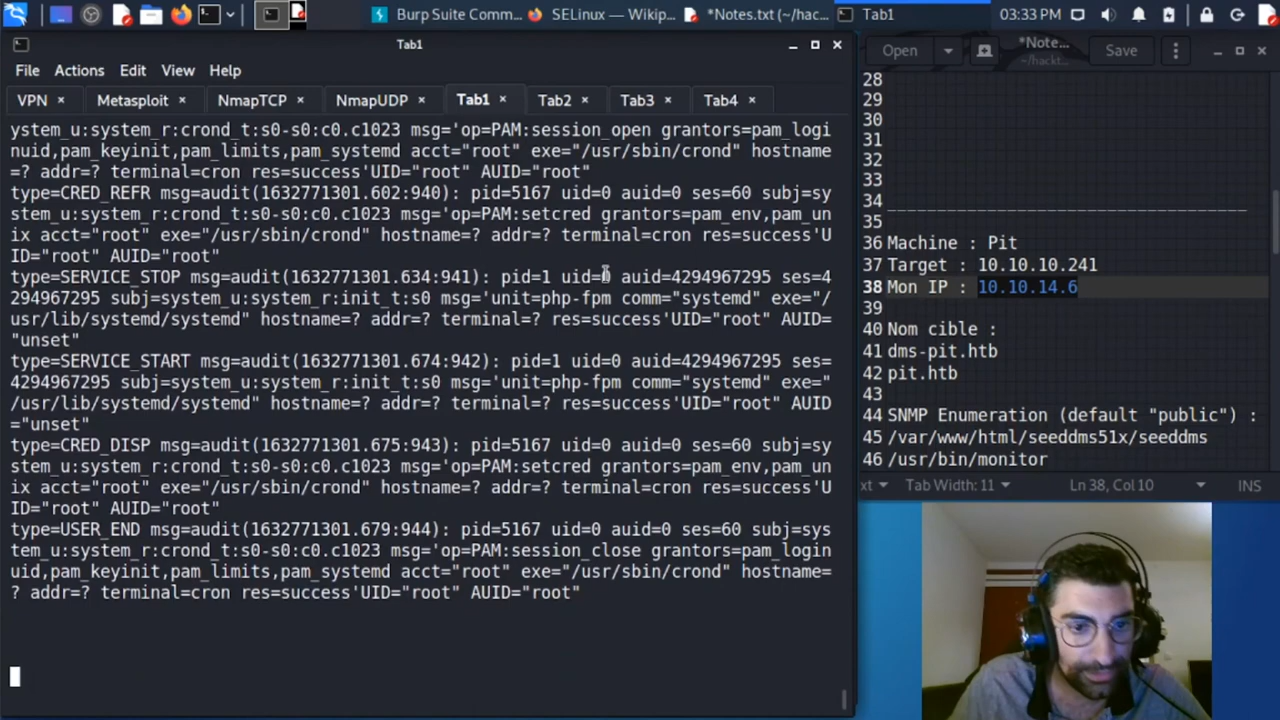 Burp Suite Comm...
SELinux — Wikip...
*Notes.txt (~/hac...
Tab1
03:33 PM
Tab1
File Actions Edit View Help
VPN × Metasploit × NmapTCP × NmapUDP × Tab1 × Tab2 × Tab3 × Tab4 ×
ystem_u:system_r:crond_t:s0-s0:c0.c1023 msg='op=PAM:session_open grantors=pam_logi
nuid,pam_keyinit,pam_limits,pam_systemd acct="root" exe="/usr/sbin/crond" hostname
=? addr=? terminal=cron res=success'UID="root" AUID="root"
type=CRED_REFR msg=audit(1632771301.602:940): pid=5167 uid=0 auid=0 ses=60 subj=sy
stem_u:system_r:crond_t:s0-s0:c0.c1023 msg='op=PAM:setcred grantors=pam_env,pam_un
ix acct="root" exe="/usr/sbin/crond" hostname=? addr=? terminal=cron res=success'U
ID="root" AUID="root"
type=SERVICE_STOP msg=audit(1632771301.634:941): pid=1 uid=0 auid=4294967295 ses=4
294967295 subj=system_u:system_r:init_t:s0 msg='unit=php-fpm comm="systemd" exe="/
usr/lib/systemd/systemd" hostname=? addr=? terminal=? res=success'UID="root" AUID=
"unset"
type=SERVICE_START msg=audit(1632771301.674:942): pid=1 uid=0 auid=4294967295 ses=
4294967295 subj=system_u:system_r:init_t:s0 msg='unit=php-fpm comm="systemd" exe="
/usr/lib/systemd/systemd" hostname=? addr=? terminal=? res=success'UID="root" AUID
="unset"
type=CRED_DISP msg=audit(1632771301.675:943): pid=5167 uid=0 auid=0 ses=60 subj=sy
stem_u:system_r:crond_t:s0-s0:c0.c1023 msg='op=PAM:setcred grantors=pam_env,pam_un
ix acct="root" exe="/usr/sbin/crond" hostname=? addr=? terminal=cron res=success'U
ID="root" AUID="root"
type=USER_END msg=audit(1632771301.679:944): pid=5167 uid=0 auid=0 ses=60 subj=sys
tem_u:system_r:crond_t:s0-s0:c0.c1023 msg='op=PAM:session_close grantors=pam_login
uid,pam_keyinit,pam_limits,pam_systemd acct="root" exe="/usr/sbin/crond" hostname=
? addr=? terminal=cron res=success'UID="root" AUID="root"
Open
*Note...
~/hackt...
Save
28
29
30
31
32
33
34
35
36 Machine : Pit
37 Target : 10.10.10.241
38 Mon IP : 10.10.14.6
39
40 Nom cible :
41 dms-pit.htb
42 pit.htb
43
44 SNMP Enumeration (default "public") :
45 /var/www/html/seeddms51x/seeddms
46 /usr/bin/monitor
xt Tab Width: 11 Ln 38, Col 10 INS